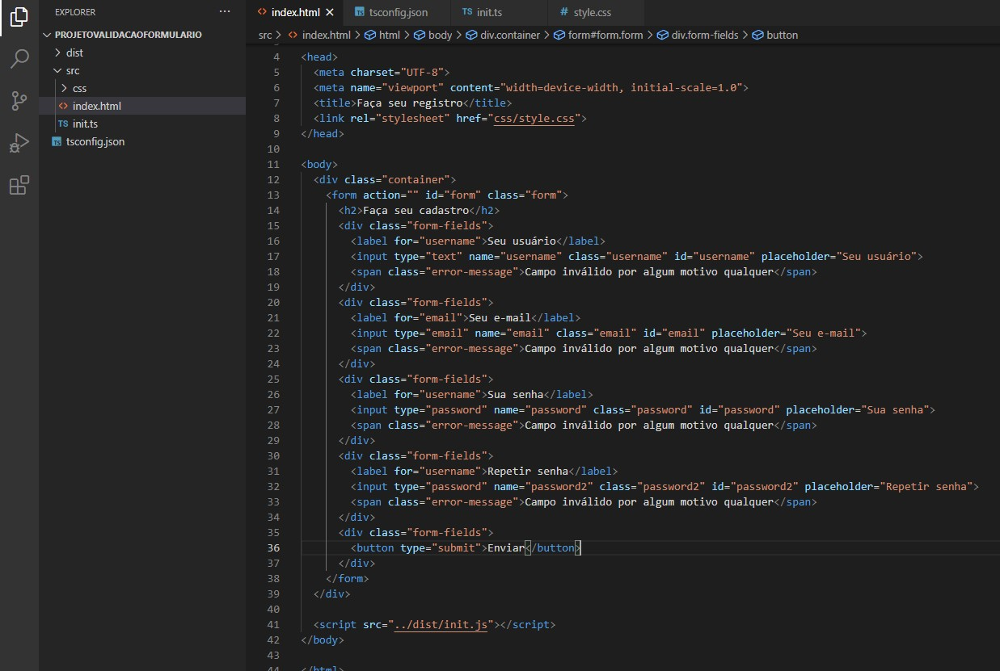 EXPLORER ...
PROJETOVALIDACAOFORMULARIO
dist
src
css
index.html
TS init.ts
TS tsconfig.json
index.html
TS tsconfig.json
TS init.ts
# style.css
src > index.html > html > body > div.container > form#form.form > div.form-fields > button
4 <head>
5 <meta charset="UTF-8">
6 <meta name="viewport" content="width=device-width, initial-scale=1.0">
7 <title>Faça seu registro</title>
8 <link rel="stylesheet" href="css/style.css">
9 </head>
10
11 <body>
12 <div class="container">
13 <form action="" id="form" class="form">
14 <h2>Faça seu cadastro</h2>
15 <div class="form-fields">
16 <label for="username">Seu usuário</label>
17 <input type="text" name="username" class="username" id="username" placeholder="Seu usuário">
18 <span class="error-message">Campo inválido por algum motivo qualquer</span>
19 </div>
20 <div class="form-fields">
21 <label for="email">Seu e-mail</label>
22 <input type="email" name="email" class="email" id="email" placeholder="Seu e-mail">
23 <span class="error-message">Campo inválido por algum motivo qualquer</span>
24 </div>
25 <div class="form-fields">
26 <label for="username">Sua senha</label>
27 <input type="password" name="password" class="password" id="password" placeholder="Sua senha">
28 <span class="error-message">Campo inválido por algum motivo qualquer</span>
29 </div>
30 <div class="form-fields">
31 <label for="username">Repetir senha</label>
32 <input type="password" name="password2" class="password2" id="password2" placeholder="Repetir senha">
33 <span class="error-message">Campo inválido por algum motivo qualquer</span>
34 </div>
35 <div class="form-fields">
36 <button type="submit">Enviar</button>
37 </div>
38 </form>
39 </div>
40
41 <script src="../dist/init.js"></script>
42 </body>
43
44 </html>